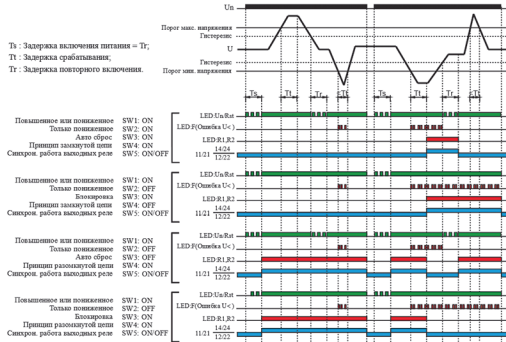 Un
Порог макс. напряжения
Гистерезис
U
Гистерезис
Порог мин. напряжения
Ts : Задержка включения питания = Tr;
Tt : Задержка срабатывания;
Tr : Задержка повторного включения.
Ts Tt Tr <Tt Ts Tt Tr <Tt
LED:Un/Rst
Повышенное или пониженное SW1: ON
Только пониженное SW2: ON
Авто сброс SW3: ON
Принцип замкнутой цепи SW4: ON
Синхрон. работа выходных реле SW5: ON/OFF
LED:F(Ошибка U< )
LED:R1,R2
11/21 14/24
12/22
LED:Un/Rst
Повышенное или пониженное SW1: ON
Только пониженное SW2: OFF
Блокировка SW3: ON
Принцип замкнутой цепи SW4: OFF
Синхрон. работа выходных реле SW5: ON/OFF
LED:F(Ошибка U< )
LED:R1,R2
11/21 14/24
12/22
LED:Un/Rst
Повышенное или пониженное SW1: ON
Только пониженное SW2: ON
Авто сброс SW3: OFF
Принцип разомкнутой цепи SW4: ON
Синхрон. работа выходных реле SW5: ON/OFF
LED:F(Ошибка U< )
LED:R1,R2
11/21 14/24
12/22
LED:Un/Rst
Повышенное или пониженное SW1: ON
Только пониженное SW2: OFF
Блокировка SW3: ON
Принцип разомкнутой цепи SW4: ON
Синхрон. работа выходных реле SW5: ON/OFF
LED:F(Ошибка U< )
LED:R1,R2
11/21 14/24
12/22